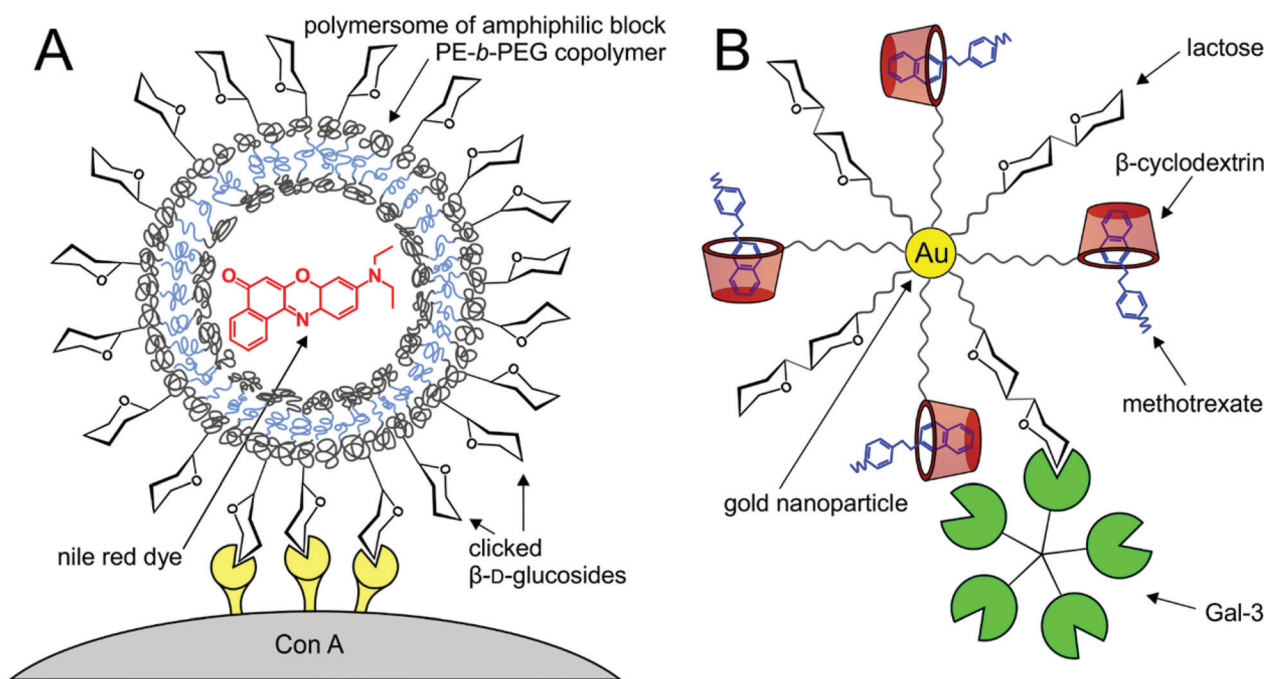 A
polymersome of amphiphilic block
PE-b-PEG copolymer
O
O
N
N
nile red dye
clicked
β-D-glucosides
Con A
B
lactose
β-cyclodextrin
Au
methotrexate
gold nanoparticle
Gal-3